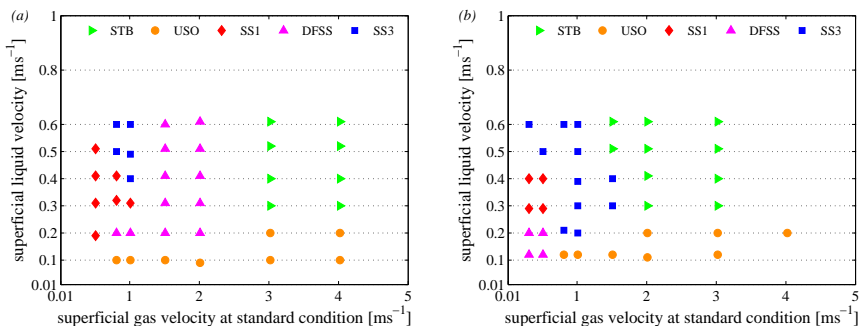 (a)
STB USO SS1 DFSS SS3
superficial liquid velocity [ms⁻¹]
1
0.8
0.6
0.5
0.4
0.3
0.2
0.1
0.01
0.01 1 2 3 4 5
superficial gas velocity at standard condition [ms⁻¹]
(b)
STB USO SS1 DFSS SS3
superficial liquid velocity [ms⁻¹]
1
0.8
0.6
0.5
0.4
0.3
0.2
0.1
0.01
0.01 1 2 3 4 5
superficial gas velocity at standard condition [ms⁻¹]